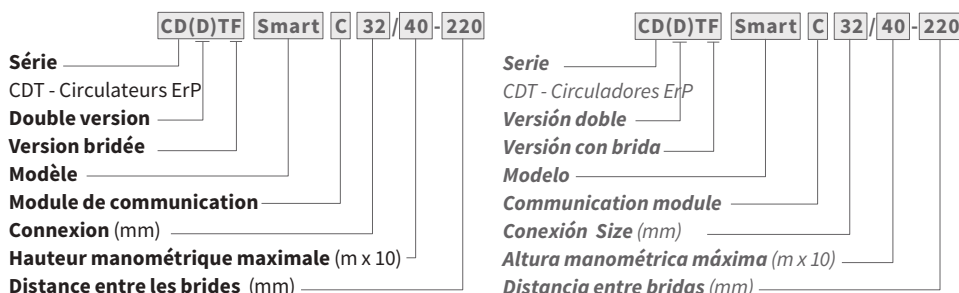 CD(D)TF Smart C 32/40-220
Série
CDT - Circulateurs ErP
Double version
Version bridée
Modèle
Module de communication
Connexion (mm)
Hauteur manométrique maximale (m x 10)
Distance entre les brides (mm)
CD(D)TF Smart C 32/40-220
Serie
CDT - Circuladores ErP
Versión doble
Versión con brida
Modelo
Communication module
Conexión Size (mm)
Altura manométrica máxima (m x 10)
Distancia entre bridas (mm)